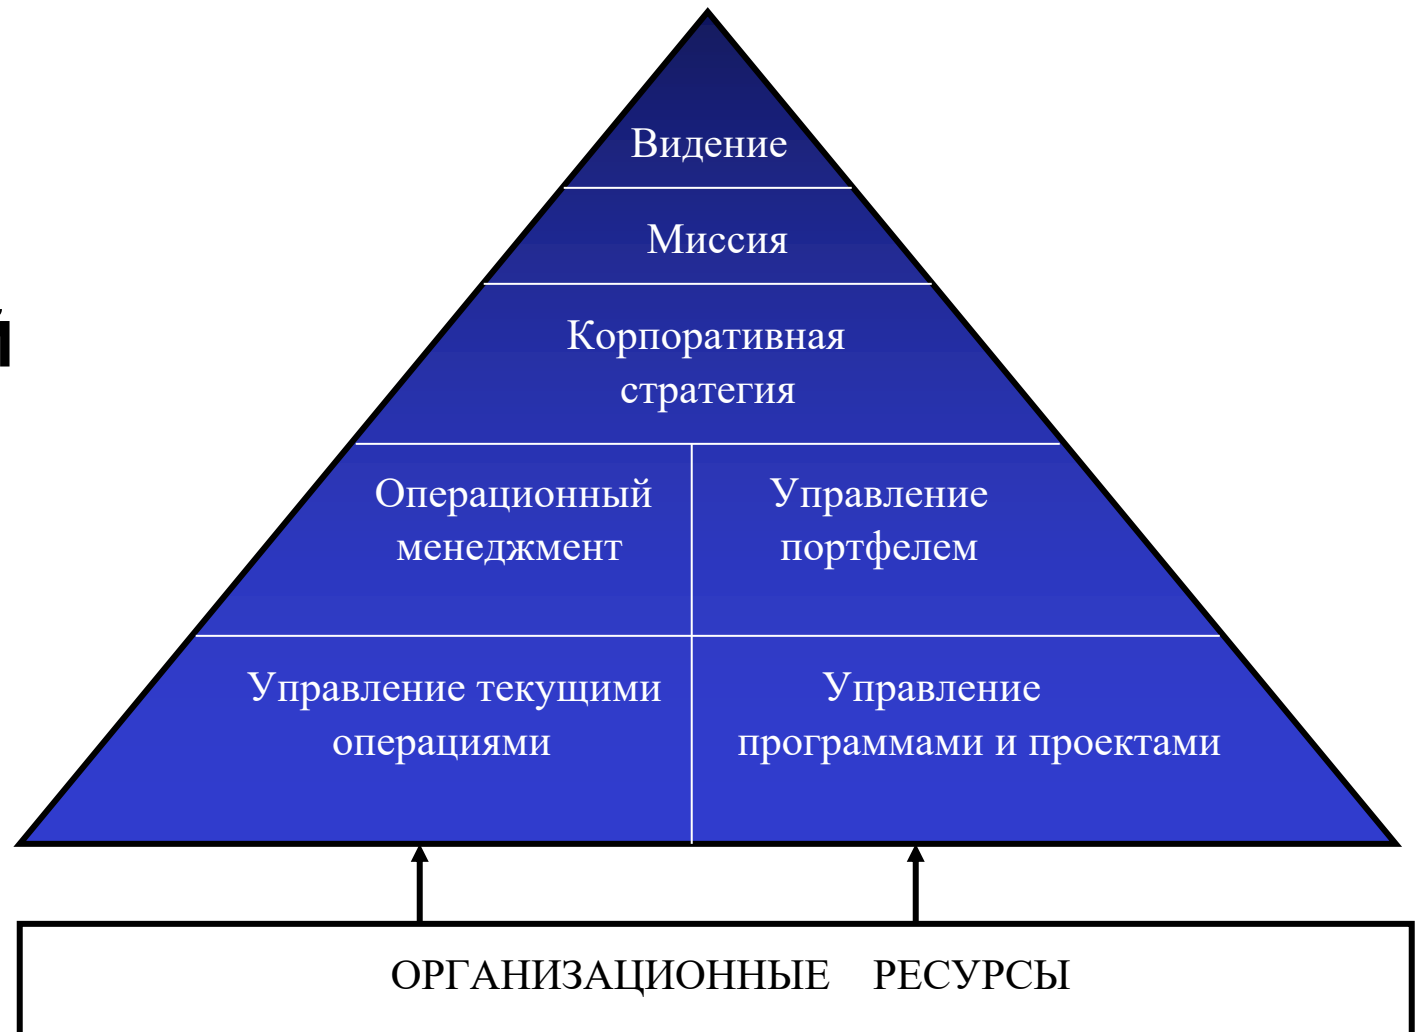 Видение
Миссия
Корпоративная
стратегия
Операционный
менеджмент
Управление
портфелем
Управление текущими
операциями
Управление
программами и проектами
ОРГАНИЗАЦИОННЫЕ РЕСУРСЫ